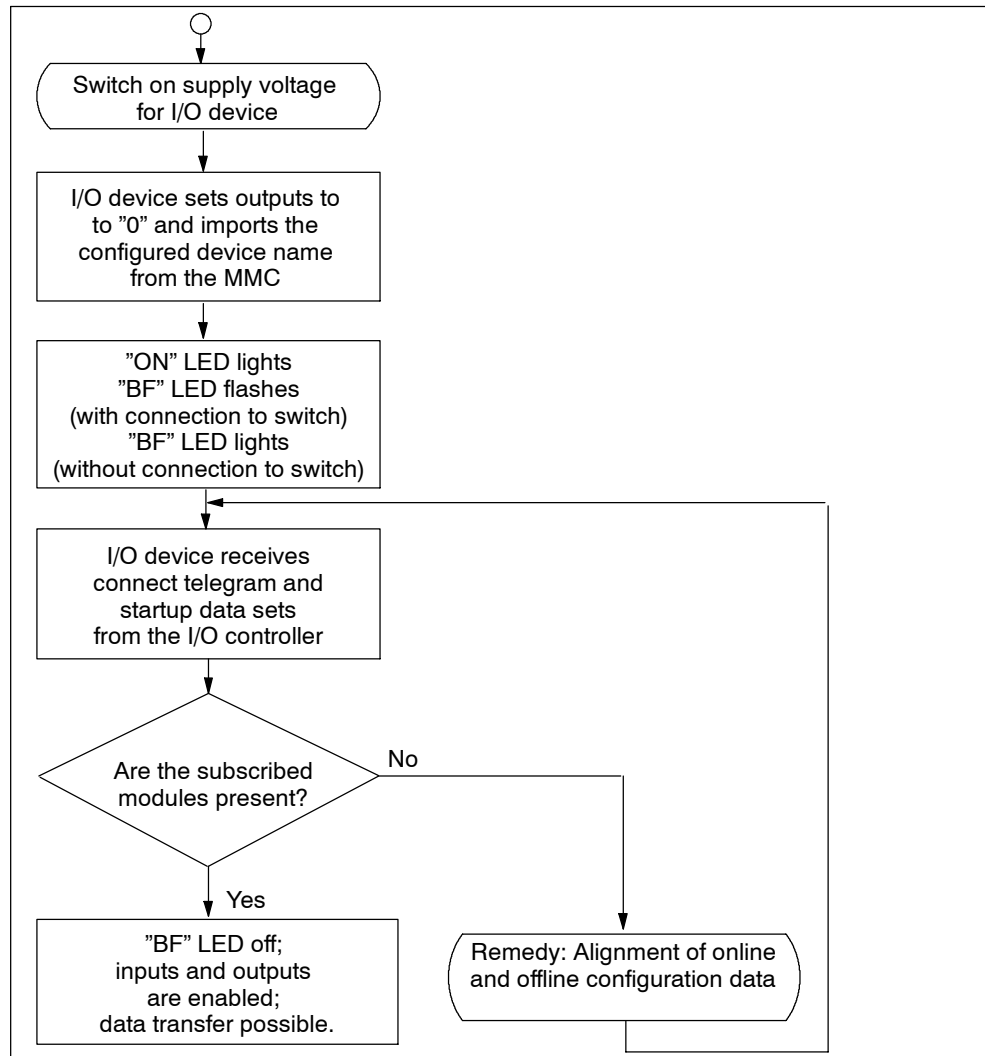 Switch on supply voltage
for I/O device
I/O device sets outputs to
to ”0” and imports the
configured device name
from the MMC
”ON” LED lights
”BF” LED flashes
(with connection to switch)
”BF” LED lights
(without connection to switch)
I/O device receives
connect telegram and
startup data sets
from the I/O controller
Are the subscribed
modules present?
No
Yes
”BF” LED off;
inputs and outputs
are enabled;
data transfer possible.
Remedy: Alignment of online
and offline configuration data